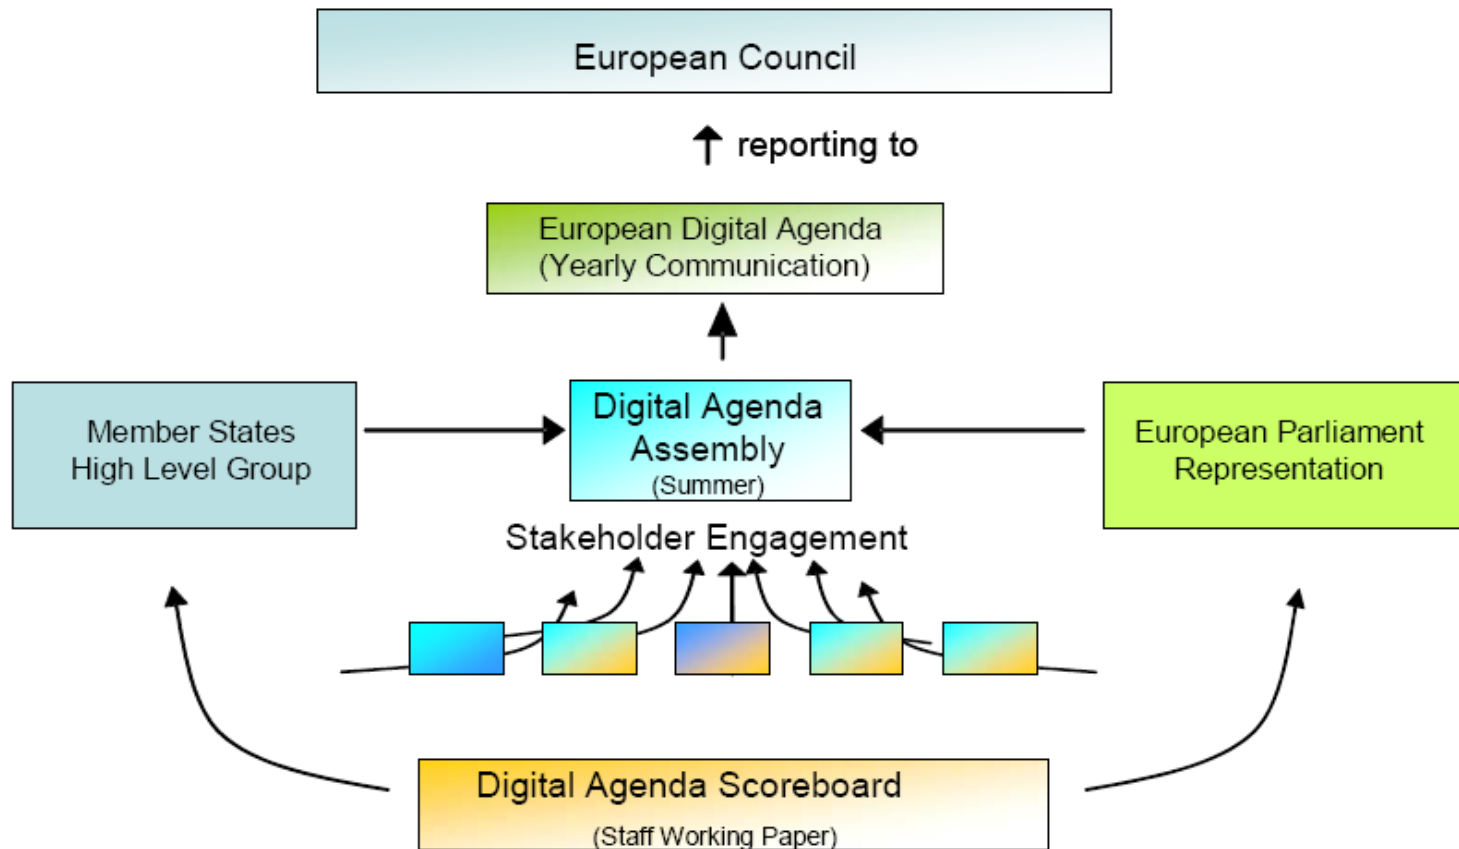 European Council
reporting to
European Digital Agenda
(Yearly Communication)
Member States
High Level Group
Digital Agenda
Assembly
(Summer)
European Parliament
Representation
Stakeholder Engagement
Digital Agenda Scoreboard
(Staff Working Paper)